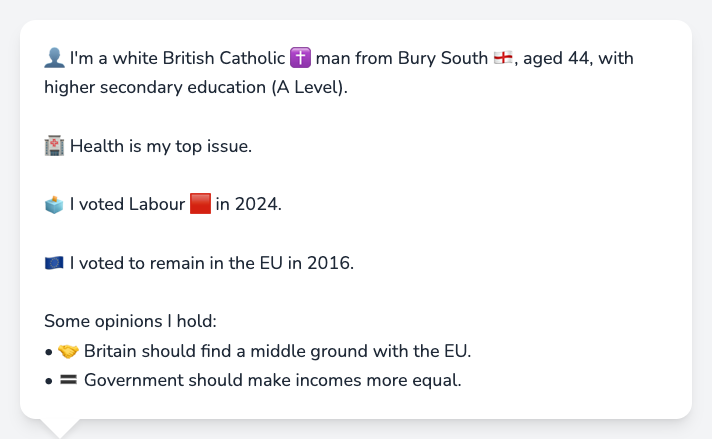 👤 I'm a white British Catholic ✝️ man from Bury South 🏴󠁧󠁢󠁥󠁮󠁧󠁿, aged 44, with
higher secondary education (A Level).
🏥 Health is my top issue.
🗳️ I voted Labour 🟥 in 2024.
🇪🇺 I voted to remain in the EU in 2016.
Some opinions I hold:
• 🤝 Britain should find a middle ground with the EU.
• 🟰 Government should make incomes more equal.